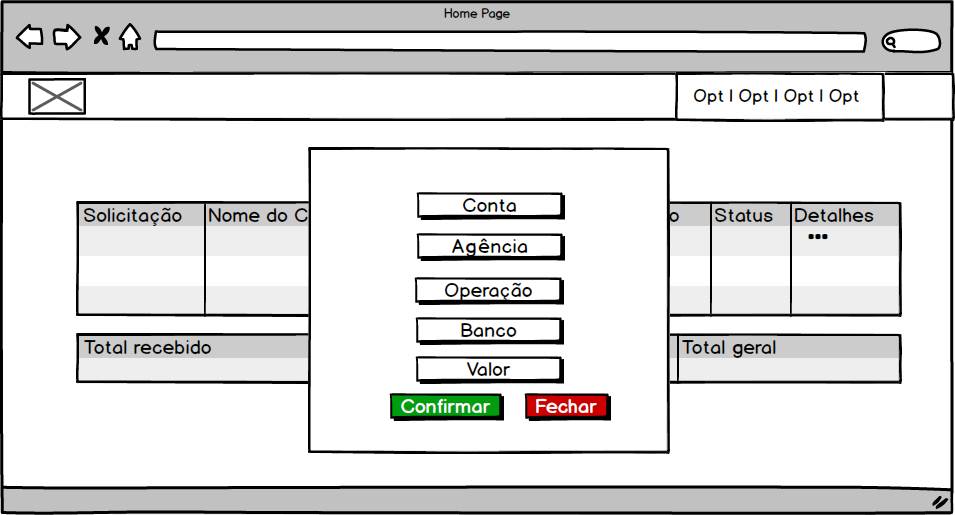 Home Page
Opt | Opt | Opt | Opt
Conta
Solicitação Nome do C o Status Detalhes
Agência
Operação
Banco
Total recebido Total geral
Valor
Confirmar Fechar